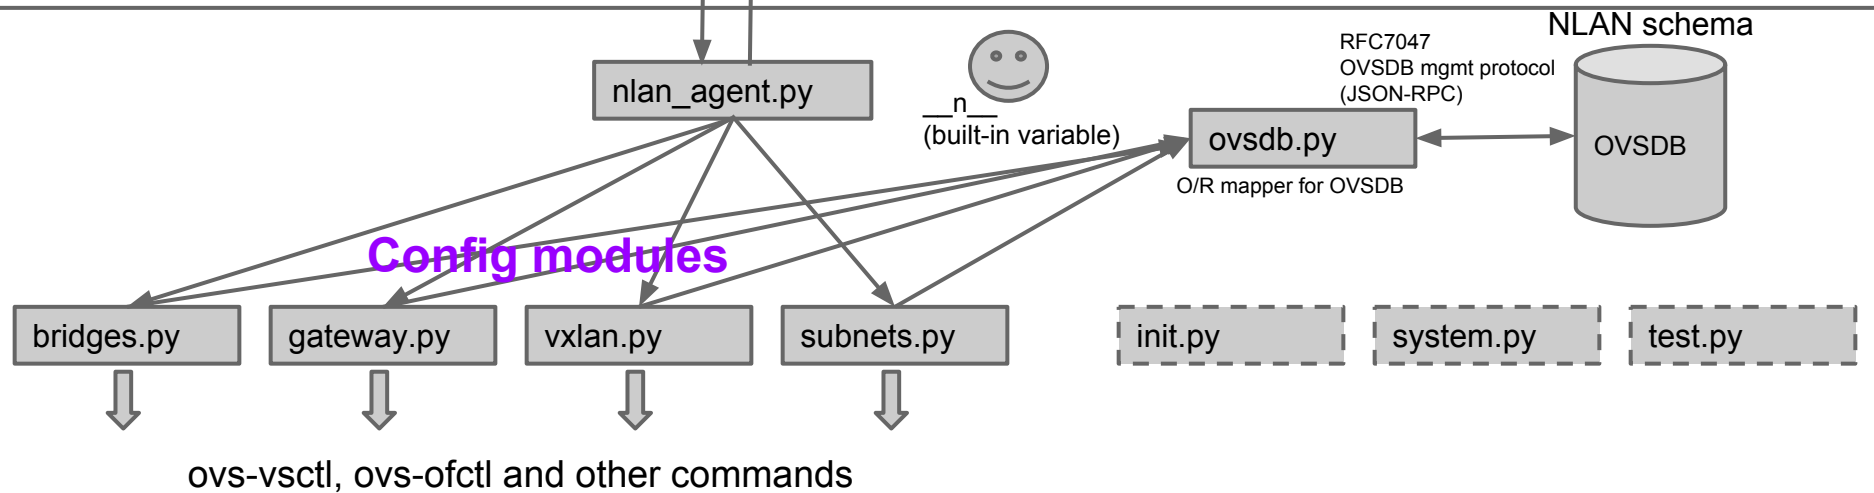 NLAN schema
RFC7047
OVSDB mgmt protocol
(JSON-RPC)
nlan_agent.py
__n__
(built-in variable)
ovsdb.py
OVSDB
O/R mapper for OVSDB
Config modules
bridges.py
gateway.py
vxlan.py
subnets.py
init.py
system.py
test.py
ovs-vsctl, ovs-ofctl and other commands